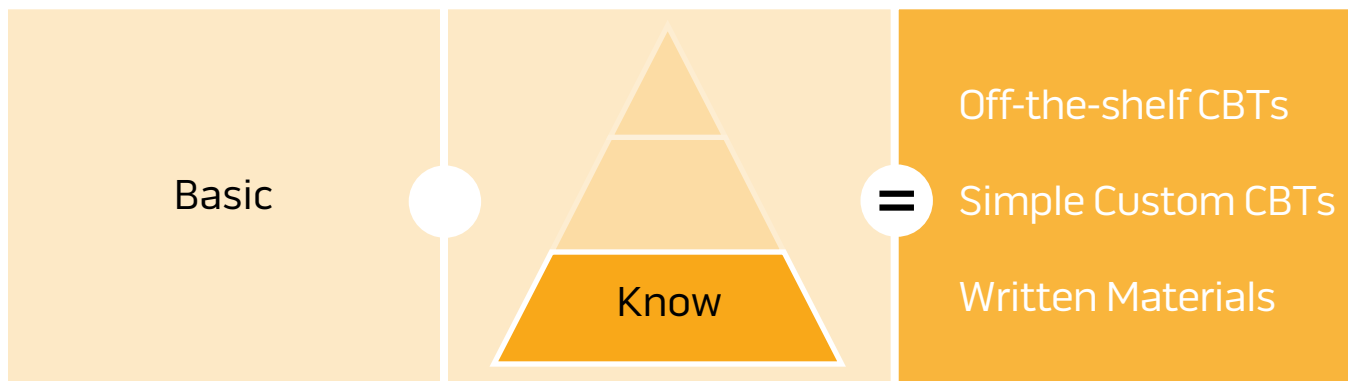 Basic
Know
=
Off-the-shelf CBTs
Simple Custom CBTs
Written Materials